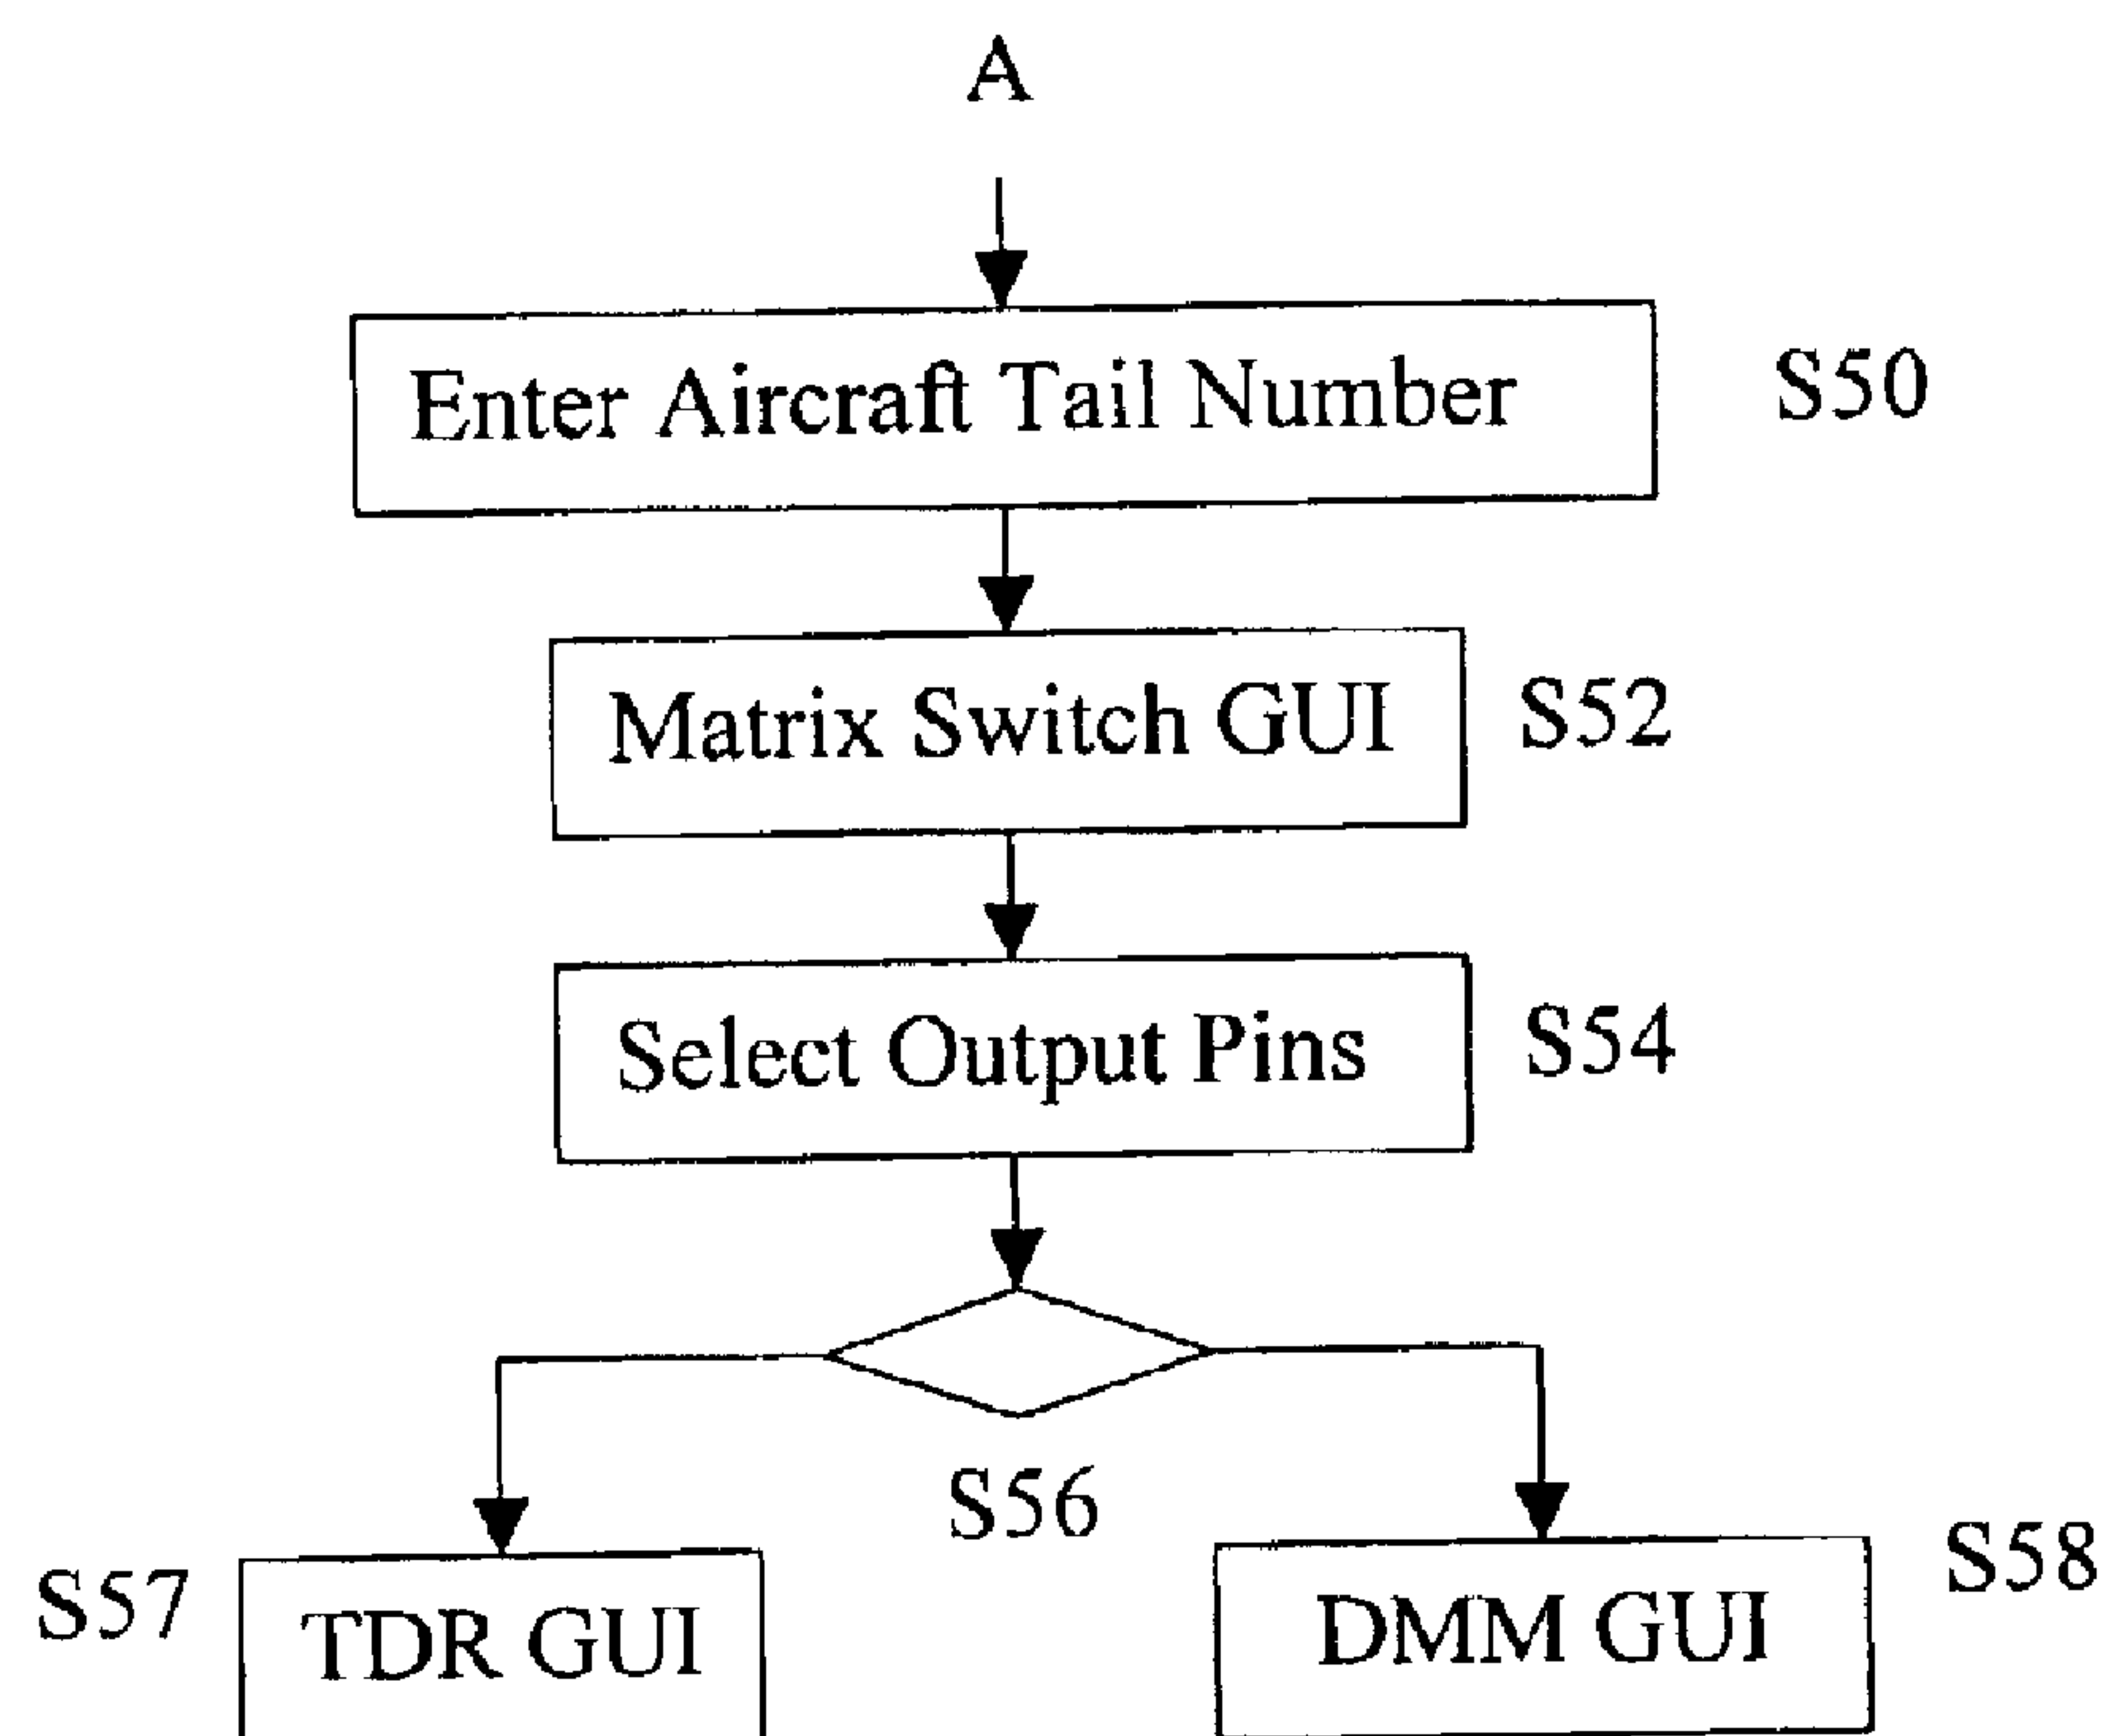 A
Enter Aircraft Tail Number
S50
Matrix Switch GUI
S52
Select Output Pins
S54
S56
S57
TDR GUI
DMM GUI
S58